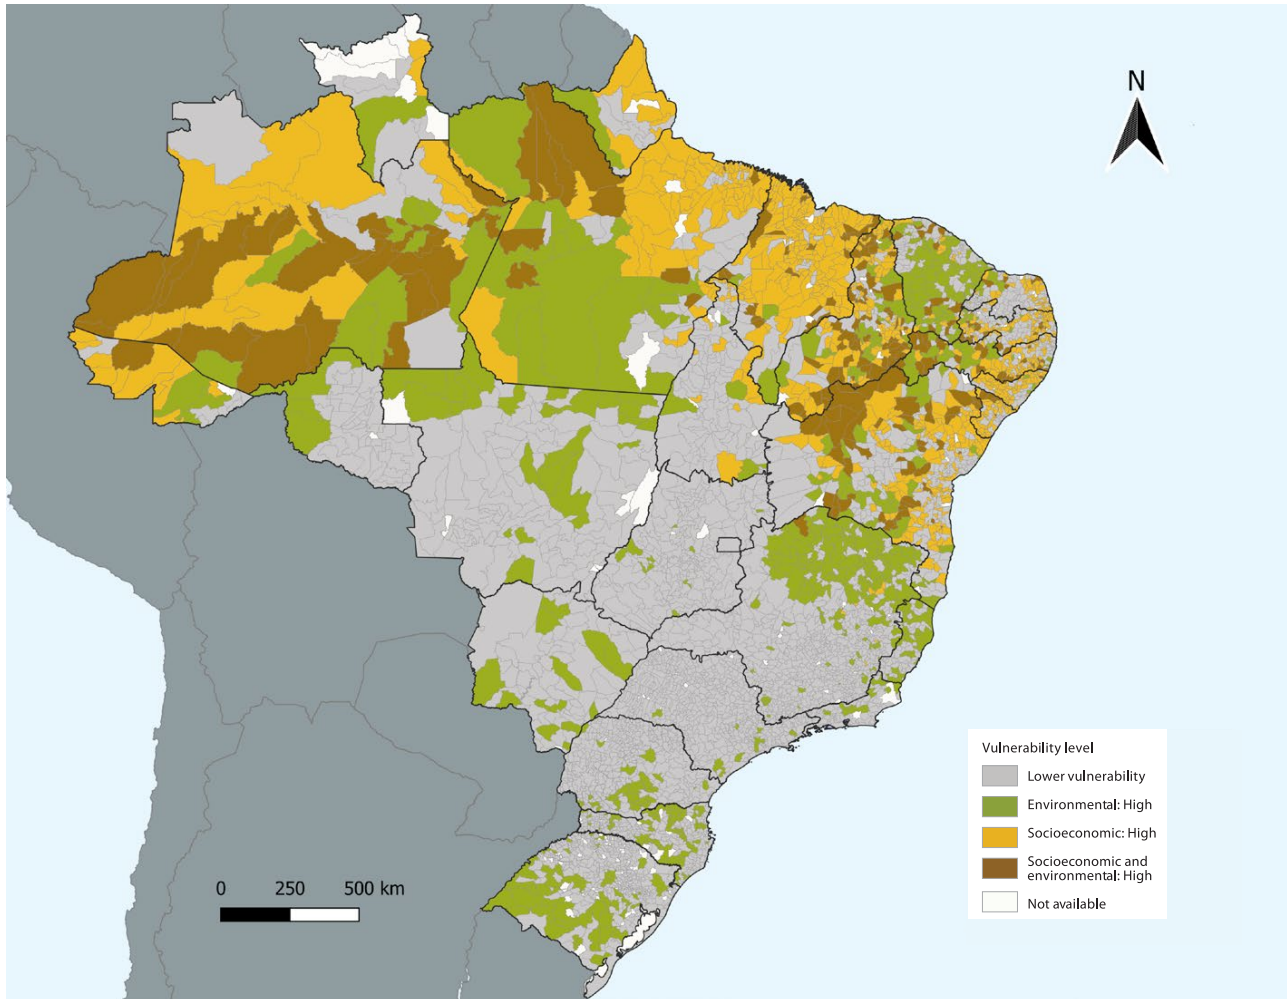 N
Vulnerability level
Lower vulnerability
Environmental: High
Socioeconomic: High
Socioeconomic and
environmental: High
Not available
0 250 500 km